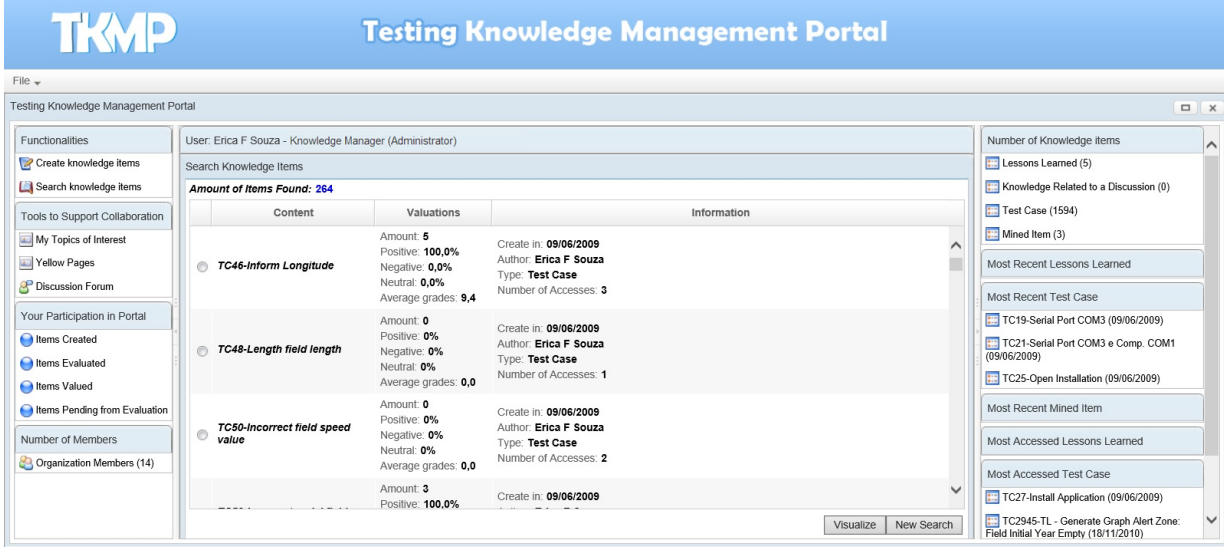 TKMP
Testing Knowledge Management Portal
File
Testing Knowledge Management Portal
Functionalities
Create knowledge items
Search knowledge items
Tools to Support Collaboration
My Topics of Interest
Yellow Pages
Discussion Forum
Your Participation in Portal
Items Created
Items Evaluated
Items Valued
Items Pending from Evaluation
Number of Members
Organization Members (14)
User: Erica F Souza - Knowledge Manager (Administrator)
Search Knowledge Items
Amount of Items Found: 264
Content Valuations Information
TC46-Inform Longitude
Amount: 5
Positive: 100,0%
Negative: 0,0%
Neutral: 0,0%
Average grades: 9,4
Create in: 09/06/2009
Author: Erica F Souza
Type: Test Case
Number of Accesses: 3
TC48-Length field length
Amount: 0
Positive: 0%
Negative: 0%
Neutral: 0%
Average grades: 0,0
Create in: 09/06/2009
Author: Erica F Souza
Type: Test Case
Number of Accesses: 1
TC50-Incorrect field speed
value
Amount: 0
Positive: 0%
Negative: 0%
Neutral: 0%
Average grades: 0,0
Create in: 09/06/2009
Author: Erica F Souza
Type: Test Case
Number of Accesses: 2
Amount: 3
Positive: 100,0%
Create in: 09/06/2009
Visualize New Search
Number of Knowledge items
Lessons Learned (5)
Knowledge Related to a Discussion (0)
Test Case (1594)
Mined Item (3)
Most Recent Lessons Learned
Most Recent Test Case
TC19-Serial Port COM3 (09/06/2009)
TC21-Serial Port COM3 e Comp. COM1
(09/06/2009)
TC25-Open Installation (09/06/2009)
Most Recent Mined Item
Most Accessed Lessons Learned
Most Accessed Test Case
TC27-Install Application (09/06/2009)
TC2945-TL - Generate Graph Alert Zone:
Field Initial Year Empty (18/11/2010)